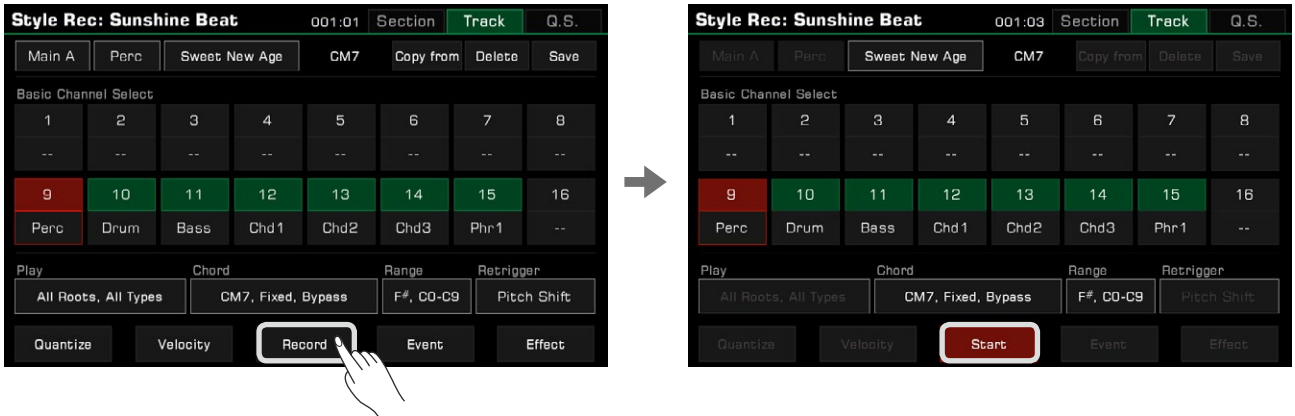 Style Rec: Sunshine Beat 001:01 Section Track Q.S.
Main A Perc Sweet New Age CM7 Copy from Delete Save
Basic Channel Select
1 2 3 4 5 6 7 8
-- -- -- -- -- -- -- --
9 10 11 12 13 14 15 16
Perc Drum Bass Chd1 Chd2 Chd3 Phr1 --
Play Chord Range Retrigger
All Roots, All Types CM7, Fixed, Bypass F#, C0-C9 Pitch Shift
Quantize Velocity Record Event Effect
Style Rec: Sunshine Beat 001:03 Section Track Q.S.
Main A Perc Sweet New Age CM7 Copy from Delete Save
Basic Channel Select
1 2 3 4 5 6 7 8
-- -- -- -- -- -- -- --
9 10 11 12 13 14 15 16
Perc Drum Bass Chd1 Chd2 Chd3 Phr1 --
Play Chord Range Retrigger
All Roots, All Types CM7, Fixed, Bypass F#, C0-C9 Pitch Shift
Quantize Velocity Start Event Effect